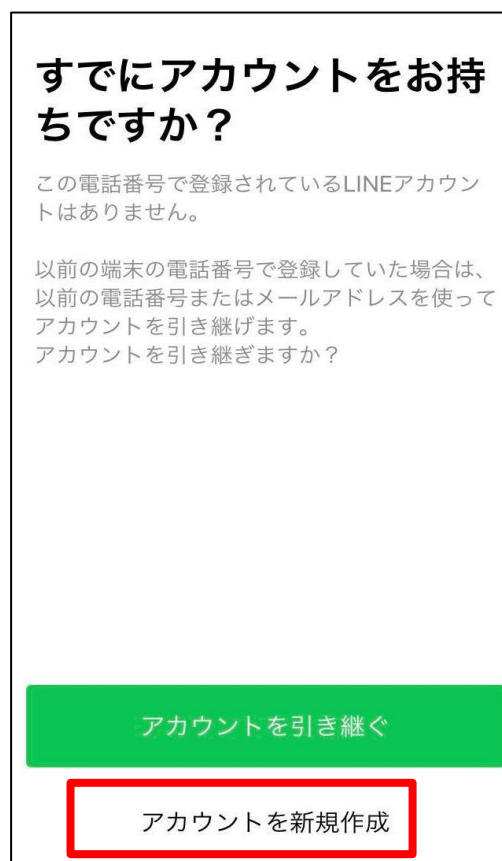 すでにアカウントをお持
ちですか？
この電話番号で登録されているLINEアカウン
トはありません。
以前の端末の電話番号で登録していた場合は、
以前の電話番号またはメールアドレスを使って
アカウントを引き継げます。
アカウントを引き継ぎますか？
アカウントを引き継ぐ
アカウントを新規作成